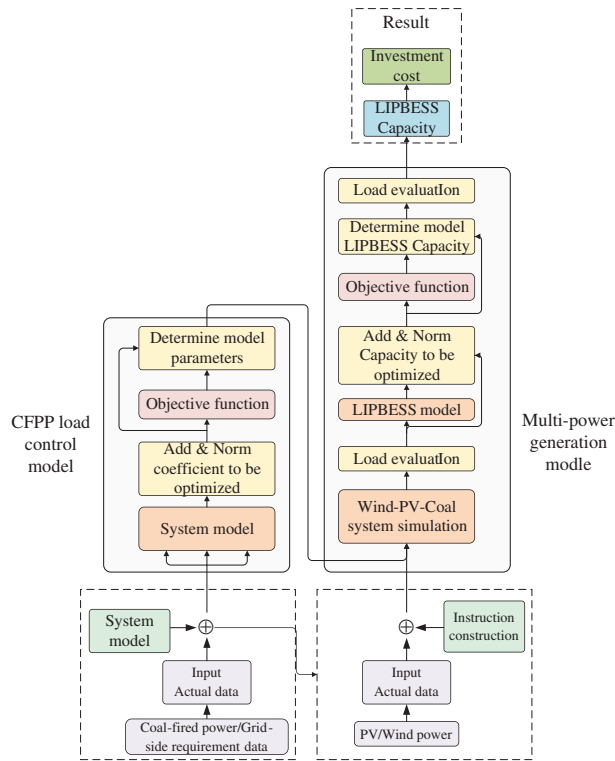 Result
Investment
cost
LIPBESS
Capacity
Load evaluatIon
Determine model
LIPBESS Capacity
Objective function
Add & Norm
Capacity to be
optimized
LIPBESS model
Load evaluatIon
Wind-PV-Coal
system simulation
Multi-power
generation
modle
Determine model
parameters
Objective function
Add & Norm
coefficient to be
optimized
System model
CFPP load
control
model
System
model
Input
Actual data
Coal-fired power/Grid-
side requirement data
Instruction
construction
Input
Actual data
PV/Wind power